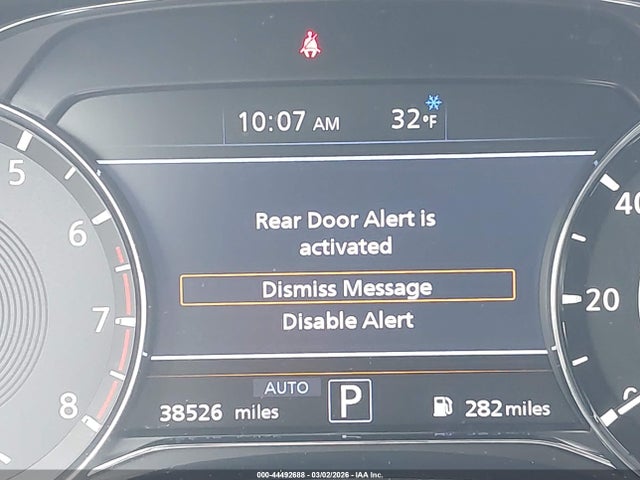 10:07 AM 32°F
5
6
7
8
Rear Door Alert is
activated
Dismiss Message
Disable Alert
40
20
0
AUTO
38526 miles
P
282 miles
000-44492688 - 03/02/2026 - IAA Inc.